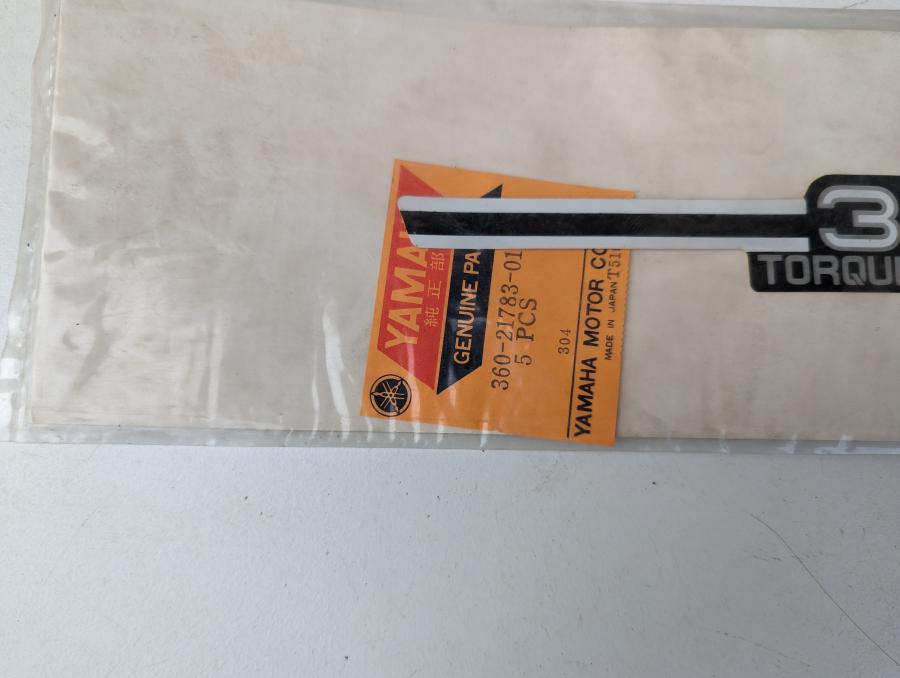 YAMAHA
純正部
GENUINE PA
360-21783-01
5 PCS
304
YAMAHA MOTOR CO
MADE IN JAPAN T51
3
TORQU